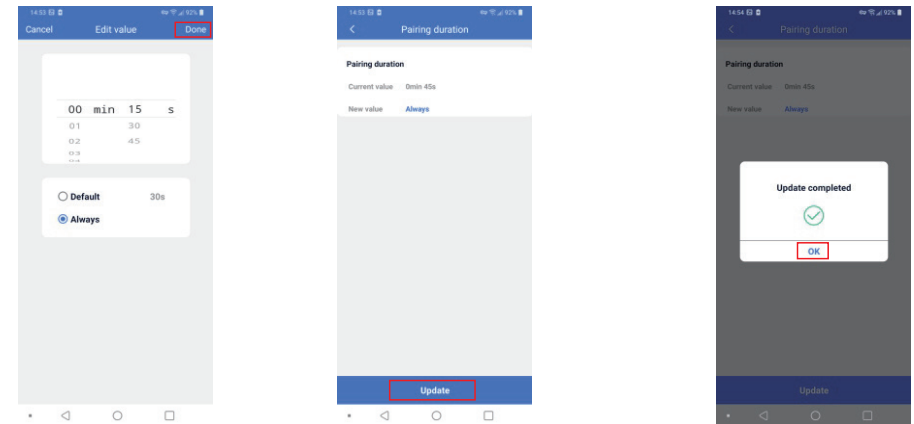 14:53
92%
Cancel Edit value Done
00 min 15 s
01 30
02 45
03
04
Default 30s
Always
14:53
92%
Pairing duration
Pairing duration
Current value 0min 45s
New value Always
Update
14:54
92%
Pairing duration
Pairing duration
Current value 0min 45s
New value Always
Update completed
OK
Update